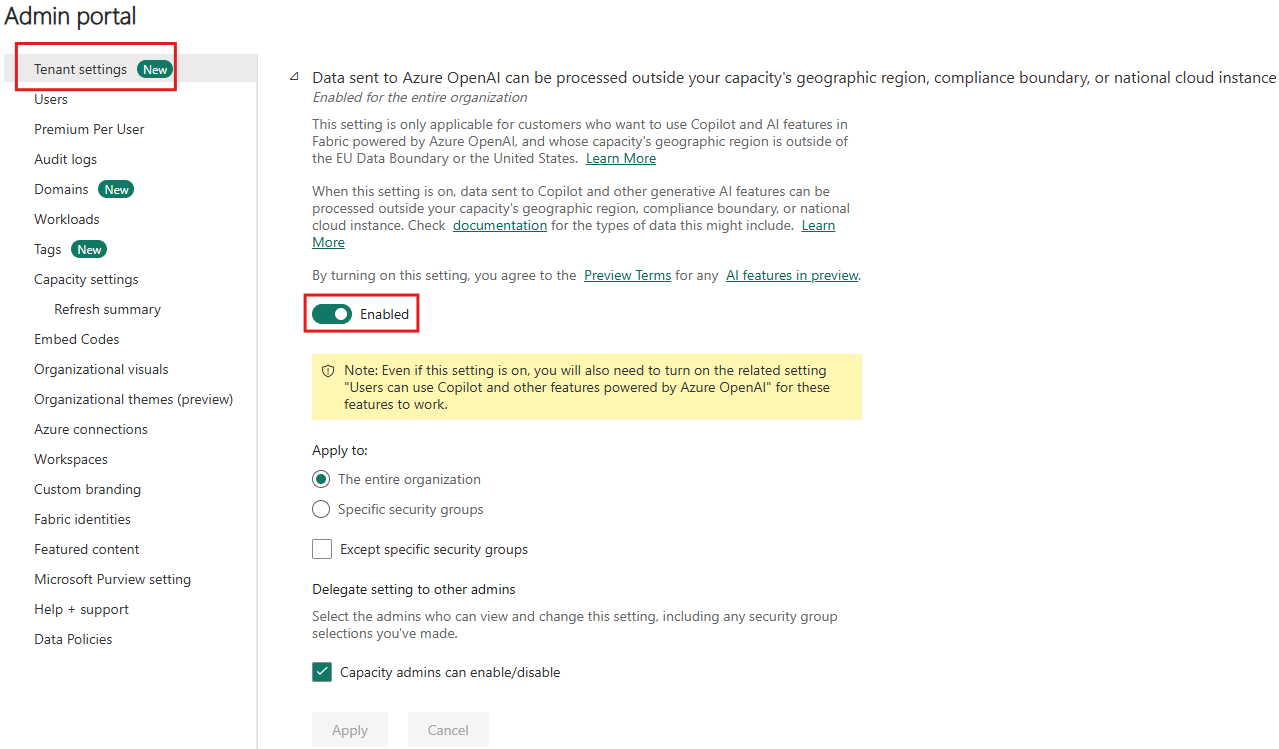 Admin portal
Tenant settings New
Users
Premium Per User
Audit logs
Domains New
Workloads
Tags New
Capacity settings
Refresh summary
Embed Codes
Organizational visuals
Organizational themes (preview)
Azure connections
Workspaces
Custom branding
Fabric identities
Featured content
Microsoft Purview setting
Help + support
Data Policies
Data sent to Azure OpenAI can be processed outside your capacity's geographic region, compliance boundary, or national cloud instance
Enabled for the entire organization
This setting is only applicable for customers who want to use Copilot and AI features in
Fabric powered by Azure OpenAI, and whose capacity's geographic region is outside of
the EU Data Boundary or the United States. Learn More
When this setting is on, data sent to Copilot and other generative AI features can be
processed outside your capacity's geographic region, compliance boundary, or national
cloud instance. Check documentation for the types of data this might include. Learn
More
By turning on this setting, you agree to the Preview Terms for any AI features in preview.
Enabled
Note: Even if this setting is on, you will also need to turn on the related setting
"Users can use Copilot and other features powered by Azure OpenAI" for these
features to work.
Apply to:
The entire organization
Specific security groups
Except specific security groups
Delegate setting to other admins
Select the admins who can view and change this setting, including any security group
selections you've made.
Capacity admins can enable/disable
Apply Cancel